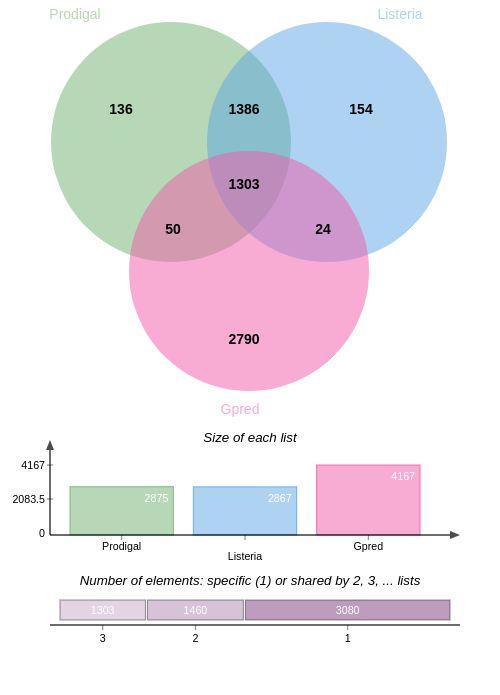 Prodigal Listeria
136 1386 154
1303
50 24
2790
Gpred
Size of each list
4167
2083.5
0
2875 2867 4167
Prodigal Listeria Gpred
Number of elements: specific (1) or shared by 2, 3, ... lists
1303 1460 3080
3 2 1